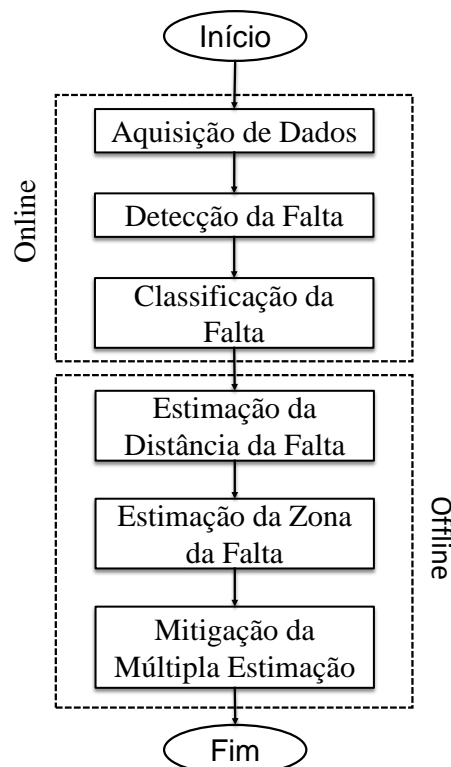 Início
Online
Aquisição de Dados
Detecção da Falta
Classificação da
Falta
Estimação da
Distância da Falta
Offline
Estimação da Zona
da Falta
Mitigação da
Múltipla Estimação
Fim